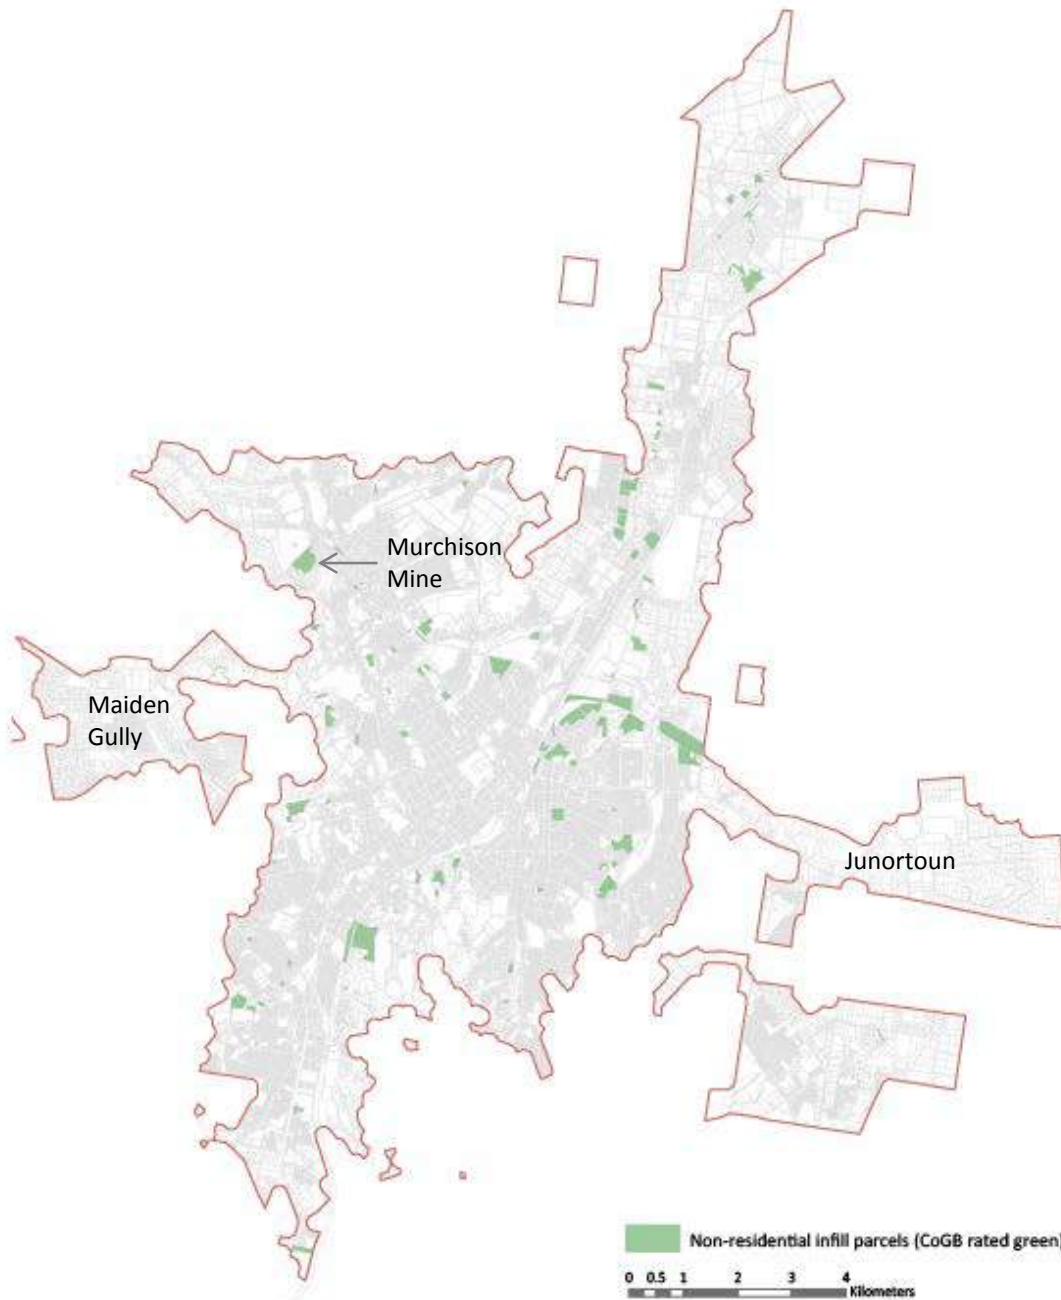 Murchison
Mine
Maiden
Gully
Junortoun
Non-residential infill parcels (CoGB rated green)
0 0.5 1 2 3 4
Kilometers